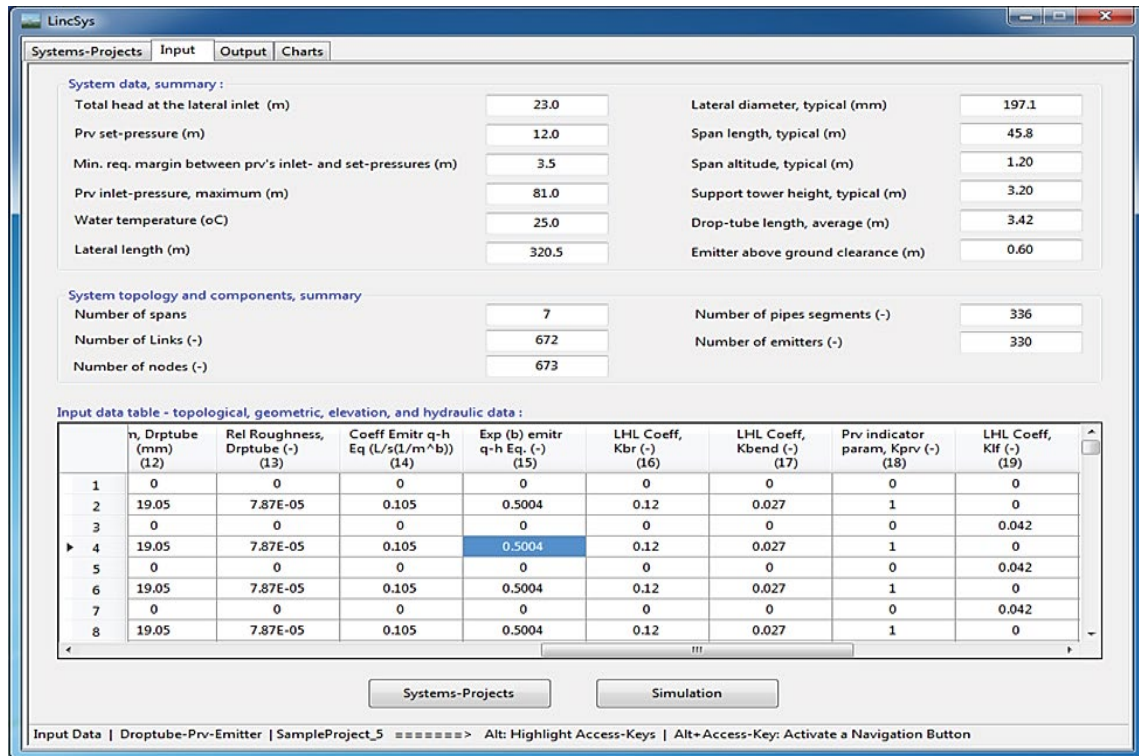 LincSys
Systems-Projects Input Output Charts
System data, summary :
Total head at the lateral inlet (m) 23.0 Lateral diameter, typical (mm) 197.1
Prv set-pressure (m) 12.0 Span length, typical (m) 45.8
Min. req. margin between prv's inlet- and set-pressures (m) 3.5 Span altitude, typical (m) 1.20
Prv inlet-pressure, maximum (m) 81.0 Support tower height, typical (m) 3.20
Water temperature (oC) 25.0 Drop-tube length, average (m) 3.42
Lateral length (m) 320.5 Emitter above ground clearance (m) 0.60
System topology and components, summary
Number of spans 7 Number of pipes segments (-) 336
Number of Links (-) 672 Number of emitters (-) 330
Number of nodes (-) 673
Input data table - topological, geometric, elevation, and hydraulic data :
n, Drptube Rel Roughness, Coeff Emitr q-h Exp (b) emitr LHL Coeff, LHL Coeff, Prv indicator LHL Coeff,
(mm) Drptube (-) Eq (L/s(1/m^b)) q-h Eq. (-) Kbr (-) Kbend (-) param, Kprv (-) Klf (-)
(12) (13) (14) (15) (16) (17) (18) (19)
1 0 0 0 0 0 0 0 0
2 19.05 7.87E-05 0.105 0.5004 0.12 0.027 1 0
3 0 0 0 0 0 0 0 0.042
4 19.05 7.87E-05 0.105 0.5004 0.12 0.027 1 0
5 0 0 0 0 0 0 0 0.042
6 19.05 7.87E-05 0.105 0.5004 0.12 0.027 1 0
7 0 0 0 0 0 0 0 0.042
8 19.05 7.87E-05 0.105 0.5004 0.12 0.027 1 0
Systems-Projects Simulation
Input Data | Droptube-Prv-Emitter | SampleProject_5 =======> Alt: Highlight Access-Keys | Alt+Access-Key: Activate a Navigation Button